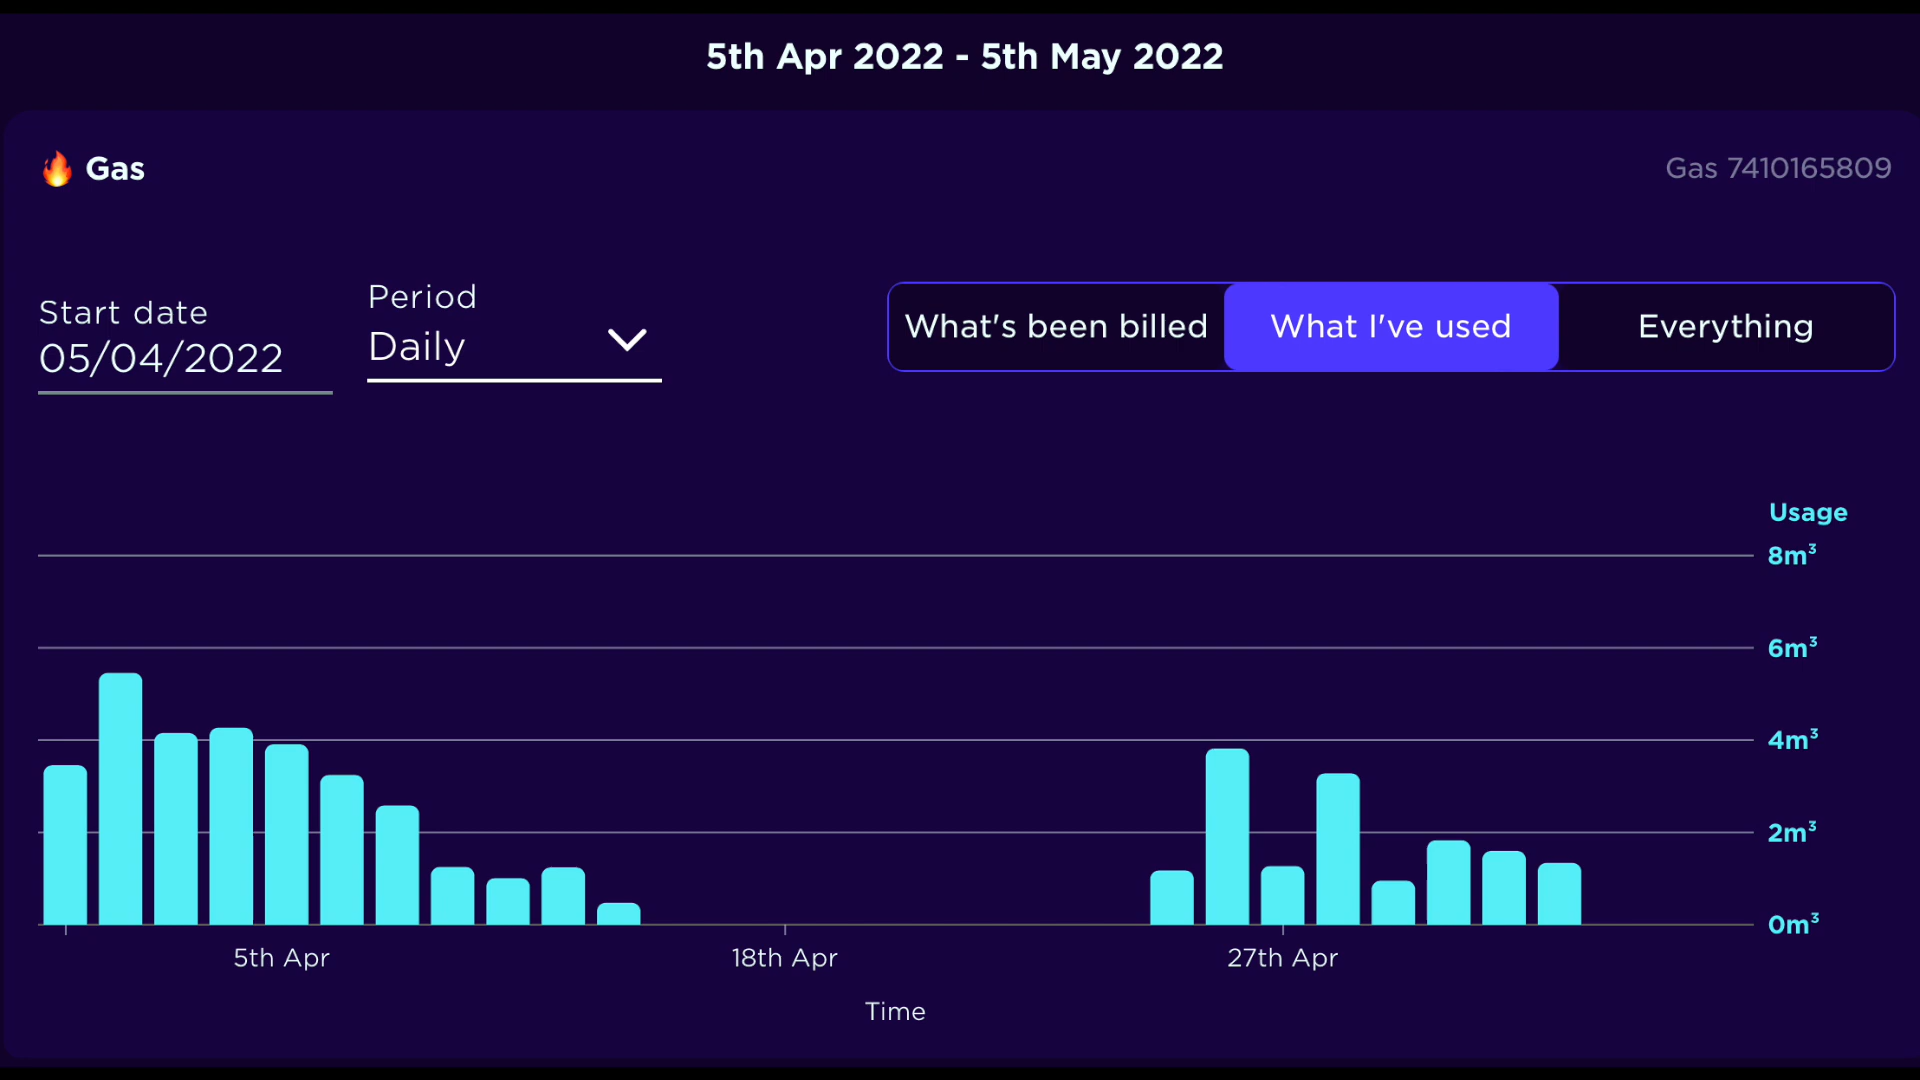 5th Apr 2022 - 5th May 2022
Gas
Gas 7410165809
Start date
05/04/2022
Period
Daily
What's been billed
What I've used
Everything
Usage
8m³
6m³
4m³
2m³
0m³
5th Apr
18th Apr
27th Apr
Time